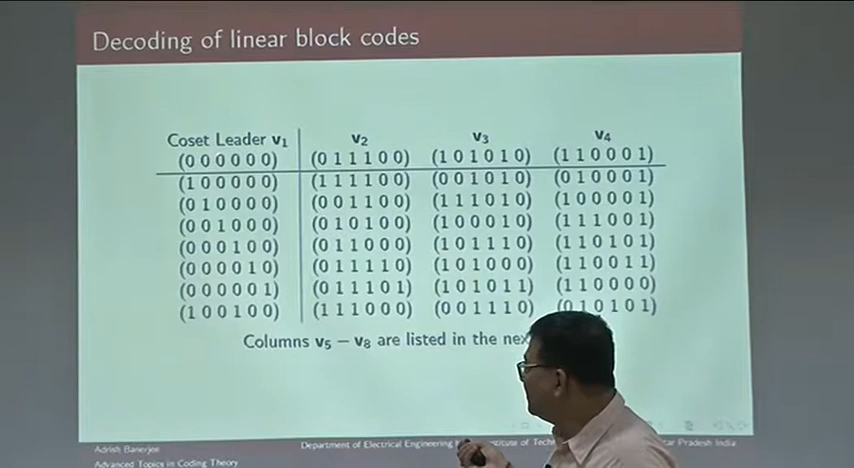 Decoding of linear block codes
Coset Leader v1 v2 v3 v4
(0 0 0 0 0 0) (0 1 1 1 0 0) (1 0 1 0 1 0) (1 1 0 0 0 1)
(1 0 0 0 0 0) (1 1 1 1 0 0) (0 0 1 0 1 0) (0 1 0 0 0 1)
(0 1 0 0 0 0) (0 0 1 1 0 0) (1 1 1 0 1 0) (1 0 0 0 0 1)
(0 0 1 0 0 0) (0 1 0 1 0 0) (1 0 0 0 1 0) (1 1 1 0 0 1)
(0 0 0 1 0 0) (0 1 1 0 0 0) (1 0 1 1 1 0) (1 1 0 1 0 1)
(0 0 0 0 1 0) (0 1 1 1 1 0) (1 0 1 0 0 0) (1 1 0 0 1 1)
(0 0 0 0 0 1) (0 1 1 1 0 1) (1 0 1 0 1 1) (1 1 0 0 0 0)
(1 0 0 1 0 0) (1 1 1 0 0 0) (0 0 1 1 1 0) (0 1 0 1 0 1)
Columns v5 − v8 are listed in the
Adrish Banerjee Department of Electrical Engineering Pradesh India
Advanced Topics in Coding Theory